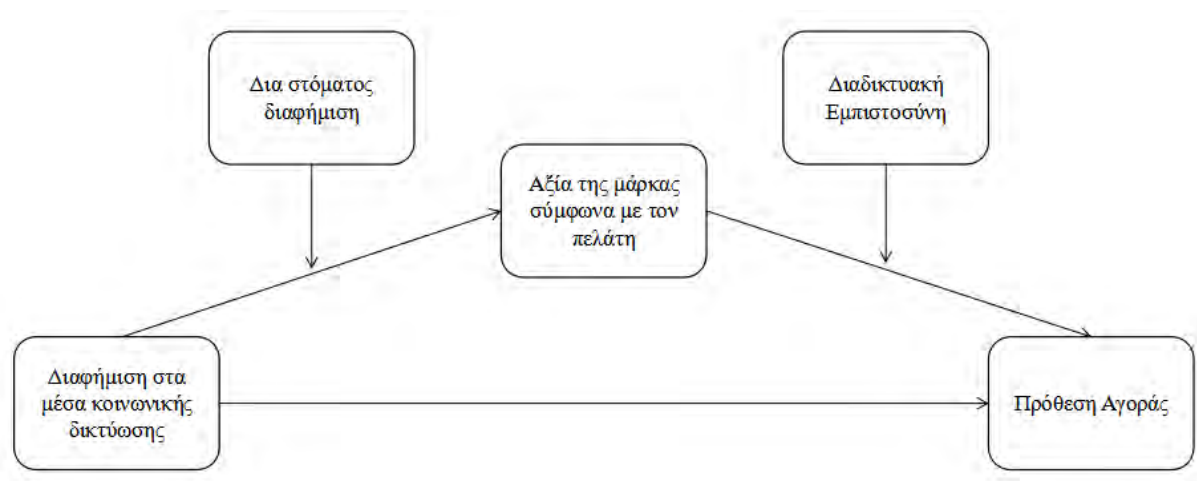 Δια στόματος
διαφήμιση
Διαδικτυακή
Εμπιστοσύνη
Αξία της μάρκας
σύμφωνα με τον
πελάτη
Διαφήμιση στα
μέσα κοινωνικής
δικτύωσης
Πρόθεση Αγοράς